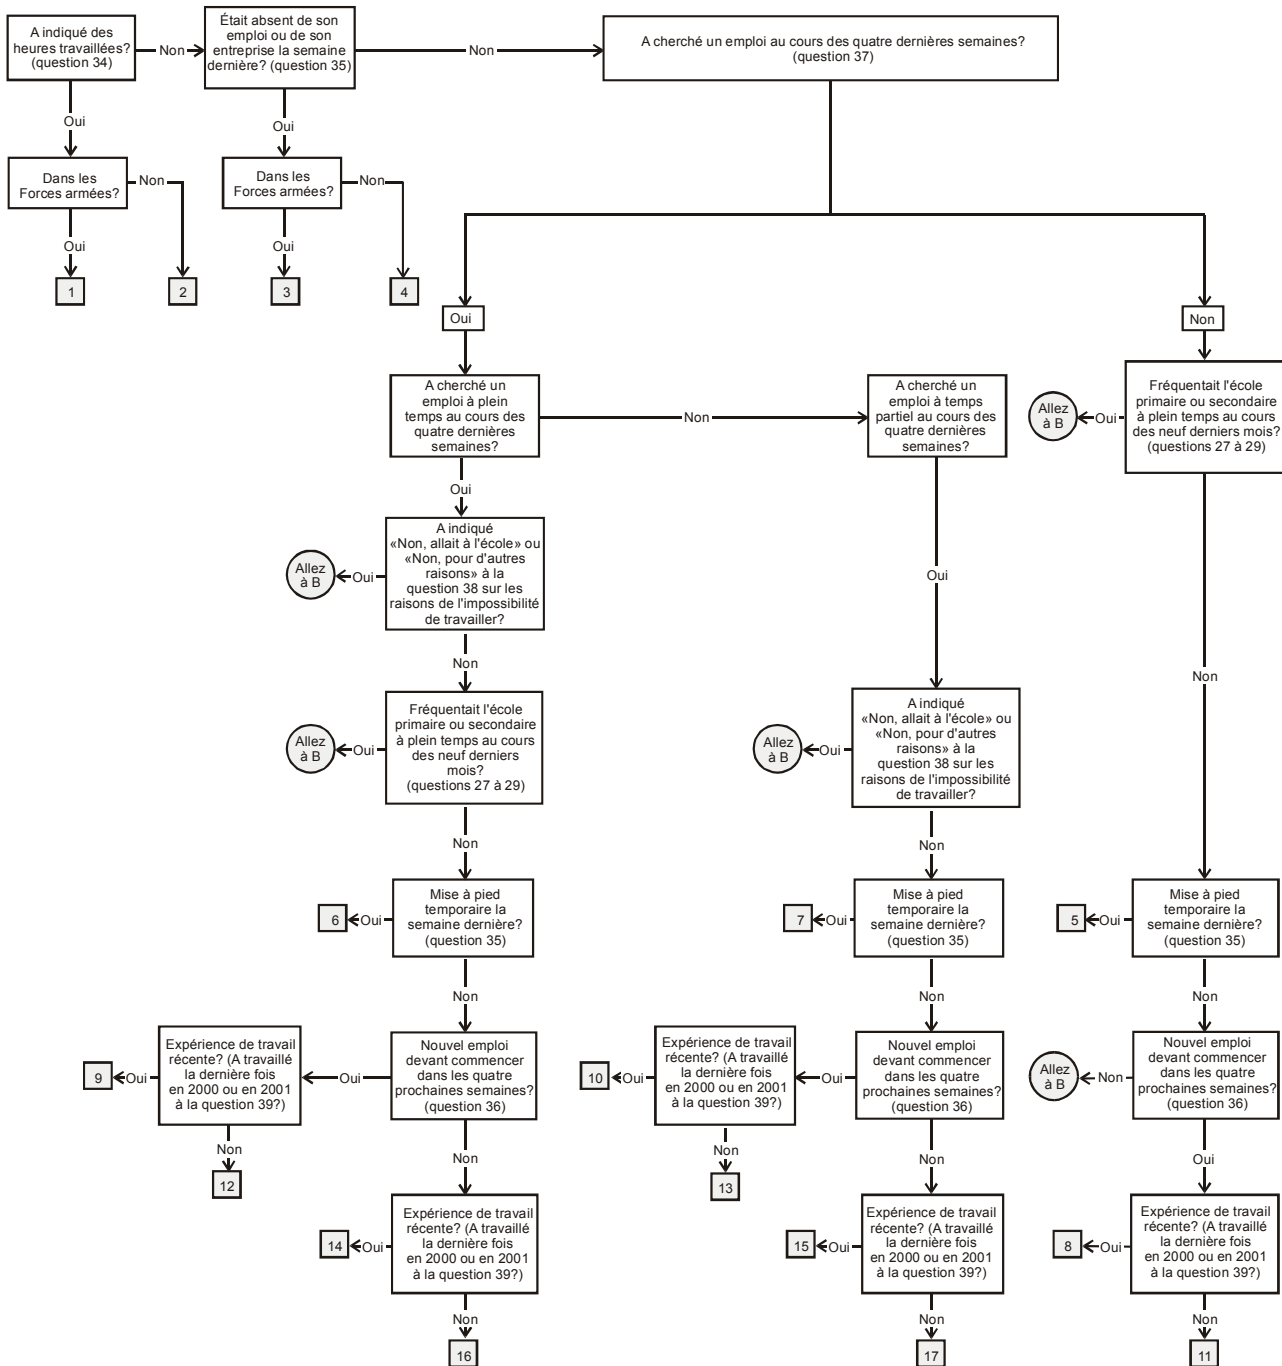 A indiqué des
heures travaillées?
(question 34)
Non
Était absent de son
emploi ou de son
entreprise la semaine
dernière? (question 35)
Non
A cherché un emploi au cours des quatre dernières semaines?
(question 37)
Oui
Oui
Dans les
Forces armées?
Non
Dans les
Forces armées?
Non
Oui
Oui
1
2
3
4
Oui
Non
A cherché un
emploi à plein
temps au cours des
quatre dernières
semaines?
Non
A cherché un
emploi à temps
partiel au cours des
quatre dernières
semaines?
Allez
à B
Oui
Fréquentait l'école
primaire ou secondaire
à plein temps au cours
des neuf derniers mois?
(questions 27 à 29)
Oui
A indiqué
«Non, allait à l'école» ou
«Non, pour d'autres
raisons» à la
question 38 sur les
raisons de l'impossibilité
de travailler?
Allez
à B
Oui
Oui
Non
Non
Fréquentait l'école
primaire ou secondaire
à plein temps au cours
des neuf derniers
mois?
(questions 27 à 29)
Allez
à B
Oui
A indiqué
«Non, allait à l'école» ou
«Non, pour d'autres
raisons» à la
question 38 sur les
raisons de l'impossibilité
de travailler?
Allez
à B
Oui
Non
Non
6
Oui
Mise à pied
temporaire la
semaine dernière?
(question 35)
7
Oui
Mise à pied
temporaire la
semaine dernière?
(question 35)
5
Oui
Mise à pied
temporaire la
semaine dernière?
(question 35)
Non
Non
Non
9
Oui
Expérience de travail
récente? (A travaillé
la dernière fois
en 2000 ou en 2001
à la question 39?)
Oui
Nouvel emploi
devant commencer
dans les quatre
prochaines semaines?
(question 36)
10
Oui
Expérience de travail
récente? (A travaillé
la dernière fois
en 2000 ou en 2001
à la question 39?)
Oui
Nouvel emploi
devant commencer
dans les quatre
prochaines semaines?
(question 36)
Allez
à B
Non
Nouvel emploi
devant commencer
dans les quatre
prochaines semaines?
(question 36)
Non
12
Non
Non
13
Non
Oui
14
Oui
Expérience de travail
récente? (A travaillé
la dernière fois
en 2000 ou en 2001
à la question 39?)
15
Oui
Expérience de travail
récente? (A travaillé
la dernière fois
en 2000 ou en 2001
à la question 39?)
8
Oui
Expérience de travail
récente? (A travaillé
la dernière fois
en 2000 ou en 2001
à la question 39?)
Non
Non
Non
16
17
11